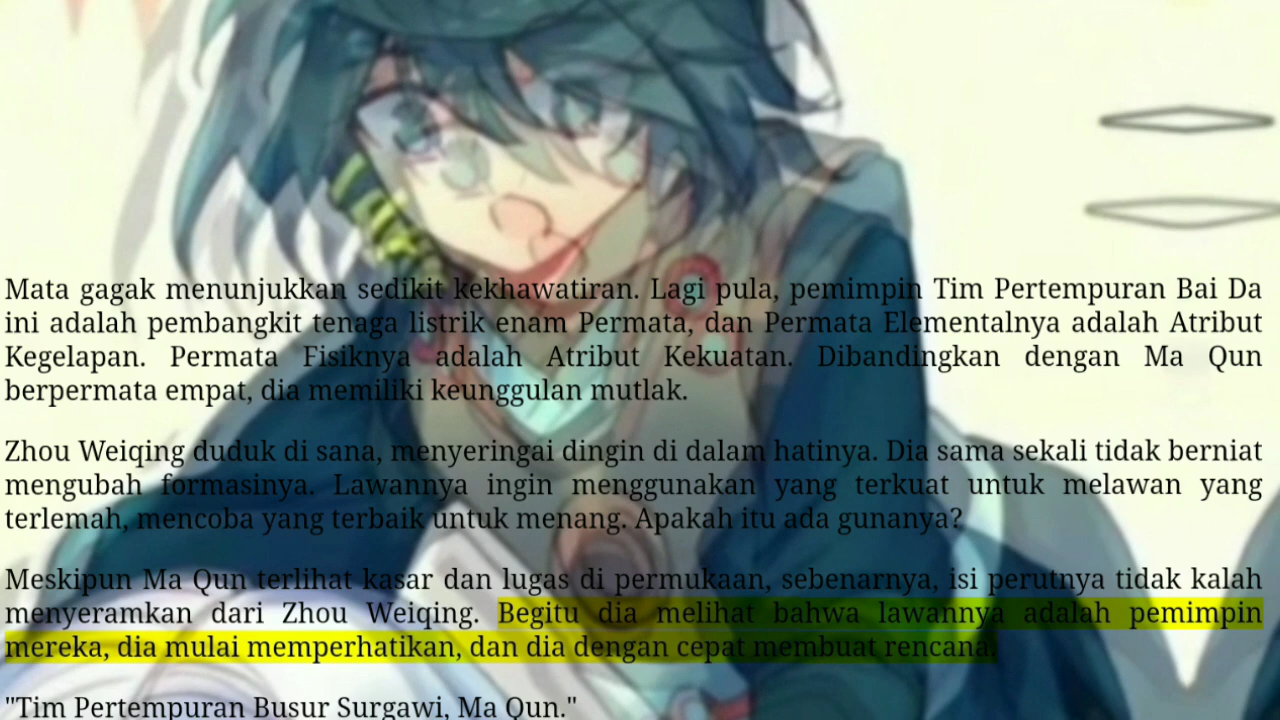 Mata gagak menunjukkan sedikit kekhawatiran. Lagi pula, pemimpin Tim Pertempuran Bai Da
ini adalah pembangkit tenaga listrik enam Permata, dan Permata Elementalnya adalah Atribut
Kegelapan. Permata Fisiknya adalah Atribut Kekuatan. Dibandingkan dengan Ma Qun
berpermata empat, dia memiliki keunggulan mutlak.
Zhou Weiqing duduk di sana, menyeringai dingin di dalam hatinya. Dia sama sekali tidak berniat
mengubah formasinya. Lawannya ingin menggunakan yang terkuat untuk melawan yang
terlemah, mencoba yang terbaik untuk menang. Apakah itu ada gunanya?
Meskipun Ma Qun terlihat kasar dan lugas di permukaan, sebenarnya, isi perutnya tidak kalah
menyeramkan dari Zhou Weiqing. Begitu dia melihat bahwa lawannya adalah pemimpin
mereka, dia mulai memperhatikan, dan dia dengan cepat membuat rencana.
"Tim Pertempuran Busur Surgawi, Ma Qun."